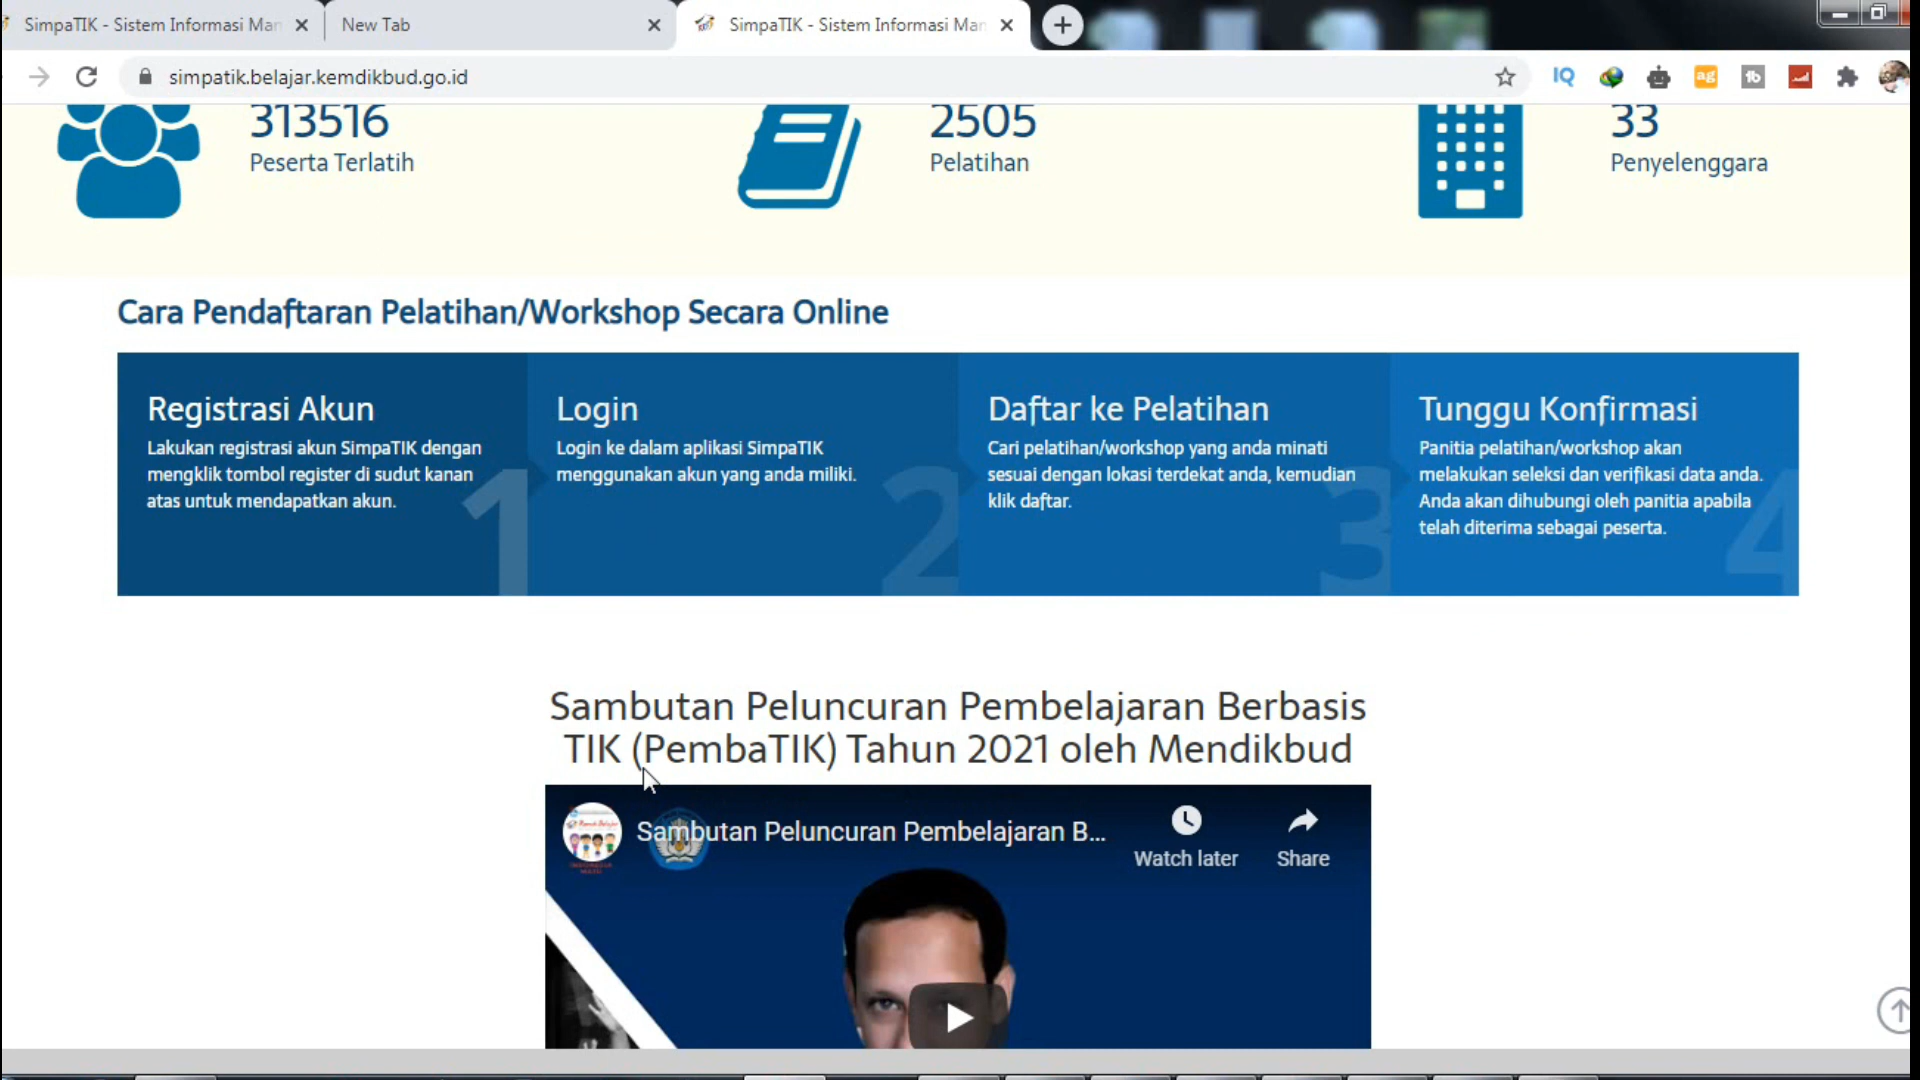 SimpaTIK - Sistem Informasi Man
New Tab
SimpaTIK - Sistem Informasi Man
simpatik.belajar.kemdikbud.go.id
IQ
ag
313516
Peserta Terlatih
2505
Pelatihan
33
Penyelenggara
Cara Pendaftaran Pelatihan/Workshop Secara Online
Registrasi Akun
Lakukan registrasi akun SimpaTIK dengan
mengklik tombol register di sudut kanan
atas untuk mendapatkan akun.
1
Login
Login ke dalam aplikasi SimpaTIK
menggunakan akun yang anda miliki.
2
Daftar ke Pelatihan
Cari pelatihan/workshop yang anda minati
sesuai dengan lokasi terdekat anda, kemudian
klik daftar.
3
Tunggu Konfirmasi
Panitia pelatihan/workshop akan
melakukan seleksi dan verifikasi data anda.
Anda akan dihubungi oleh panitia apabila
telah diterima sebagai peserta.
4
Sambutan Peluncuran Pembelajaran Berbasis
TIK (PembaTIK) Tahun 2021 oleh Mendikbud
Sambutan Peluncuran Pembelajaran B...
Watch later
Share